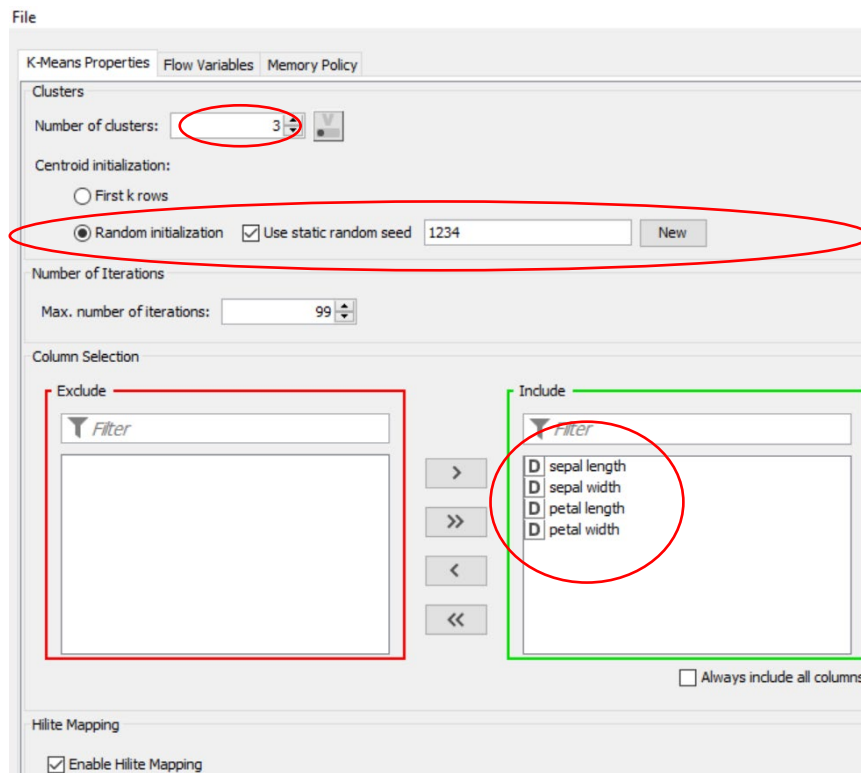 File
K-Means Properties Flow Variables Memory Policy
Clusters
Number of clusters: 3 V
Centroid initialization:
First k rows
Random initialization Use static random seed 1234 New
Number of Iterations
Max. number of iterations: 99
Column Selection
Exclude Include
Filter Filter
D sepal length
D sepal width
D petal length
D petal width
>
>>
<
<<
Always include all columns
Hilite Mapping
Enable Hilite Mapping